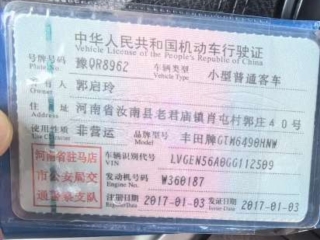 中华人民共和国机动车行驶证
Vehicle License of the People's Republic of China
号牌号码 豫QR8962 车辆类型 小型普通客车
Plate No. Vehicle Type
所有人 郭启玲
Owner
住址 河南省汝南县老君庙镇肖屯村郭庄40号
Address
使用性质 非营运 品牌型号 丰田牌GTM6490HNW
Use Character Model
河南省驻马店
市公安局交
通警察支队
车辆识别代号 LVGEN56A0GG112509
VIN
发动机号码 W360187
Engine No.
注册日期 2017-01-03 发证日期 2017-01-03
Register Date Issue Date